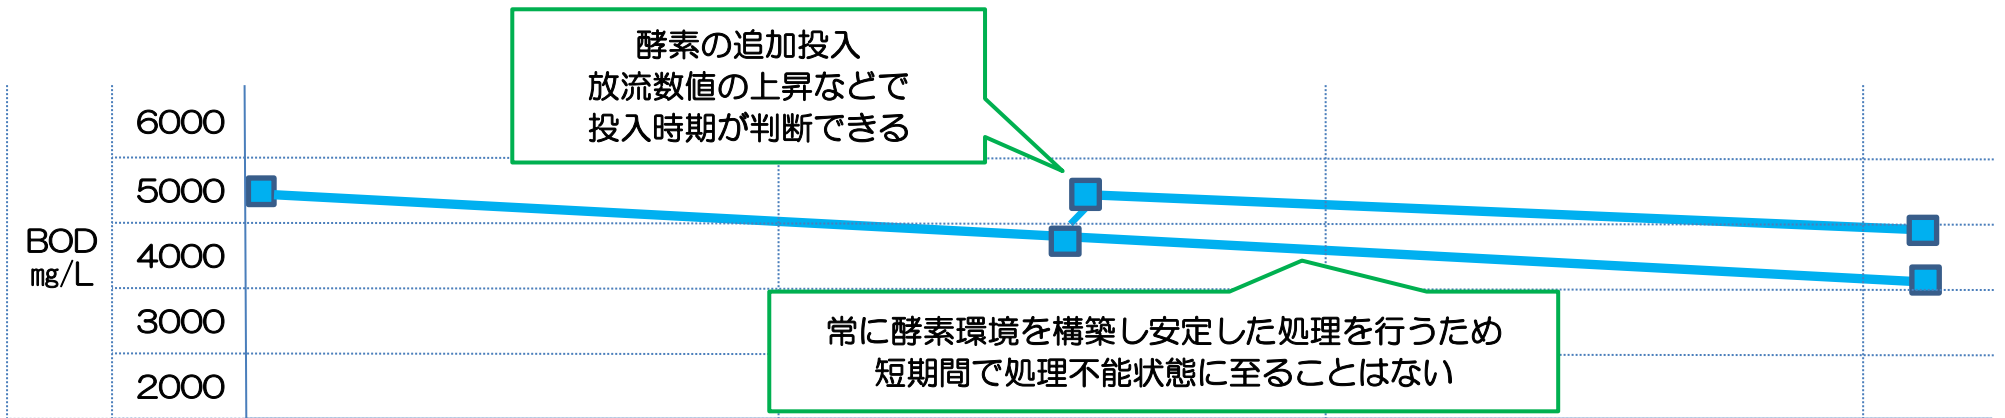 酵素の追加投入
放流数値の上昇などで
投入時期が判断できる
6000
5000
BOD
mg/L
4000
3000
2000
常に酵素環境を構築し安定した処理を行うため
短期間で処理不能状態に至ることはない